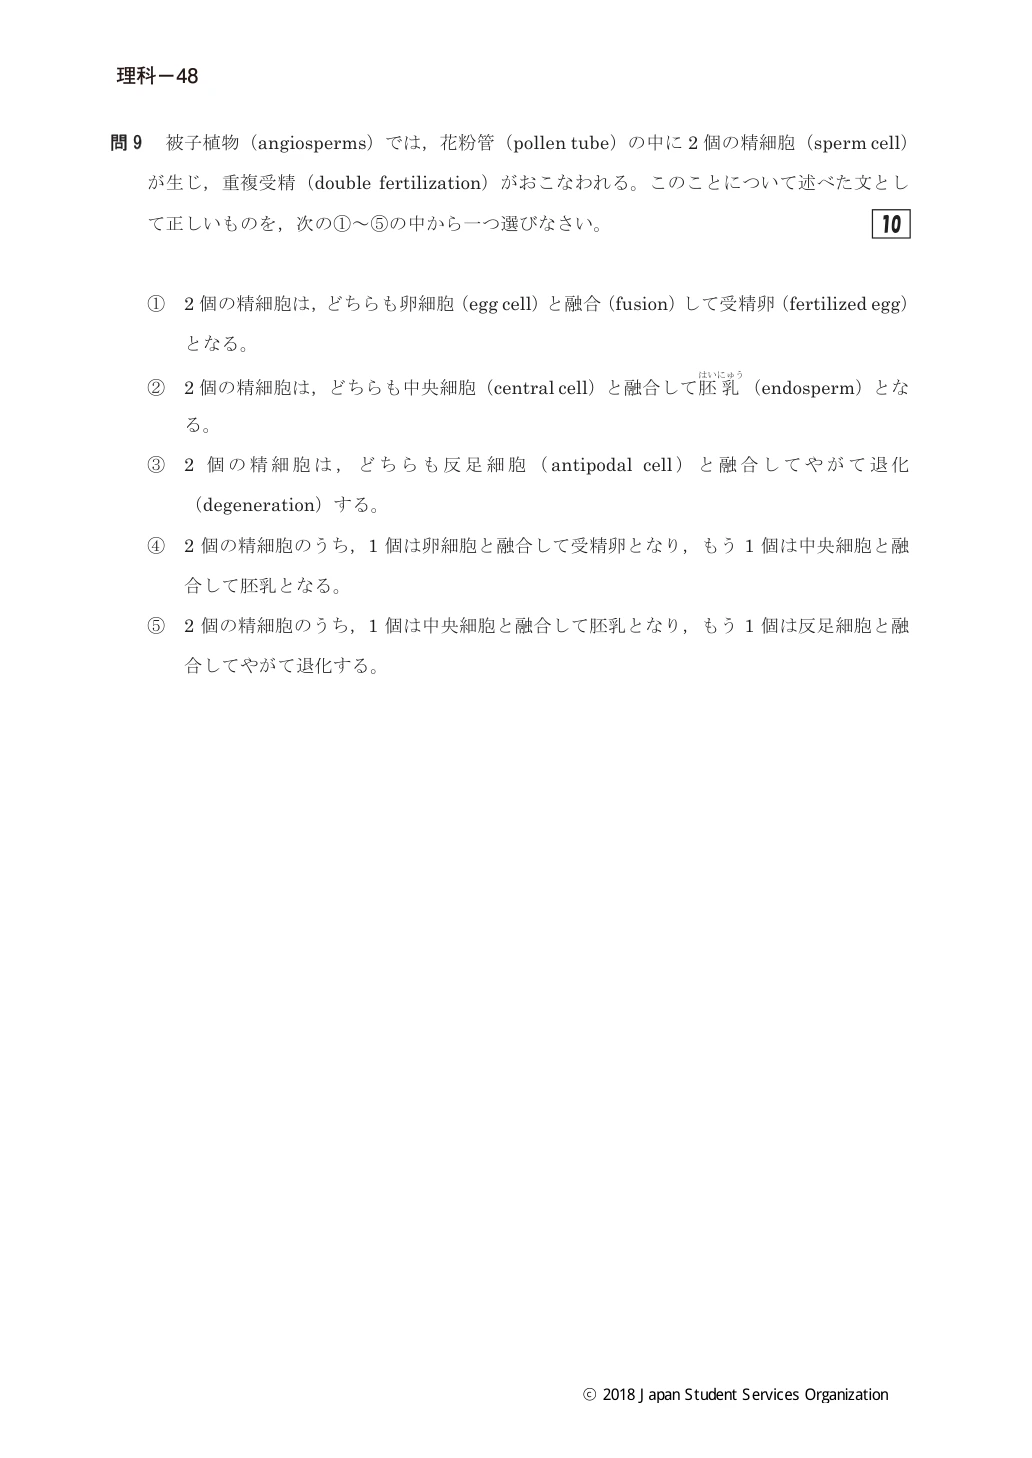 理科－48
問9　被子植物（angiosperms）では，花粉管（pollen tube）の中に2個の精細胞（sperm cell）
が生じ，重複受精（double fertilization）がおこなわれる。このことについて述べた文とし
て正しいものを，次の①～⑤の中から一つ選びなさい。　10
①　2個の精細胞は，どちらも卵細胞（egg cell）と融合（fusion）して受精卵（fertilized egg）
となる。
はいにゅう
②　2個の精細胞は，どちらも中央細胞（central cell）と融合して胚乳（endosperm）とな
る。
③　2個の精細胞は，どちらも反足細胞（antipodal cell）と融合してやがて退化
（degeneration）する。
④　2個の精細胞のうち，1個は卵細胞と融合して受精卵となり，もう1個は中央細胞と融
合して胚乳となる。
⑤　2個の精細胞のうち，1個は中央細胞と融合して胚乳となり，もう1個は反足細胞と融
合してやがて退化する。
© 2018 Japan Student Services Organization